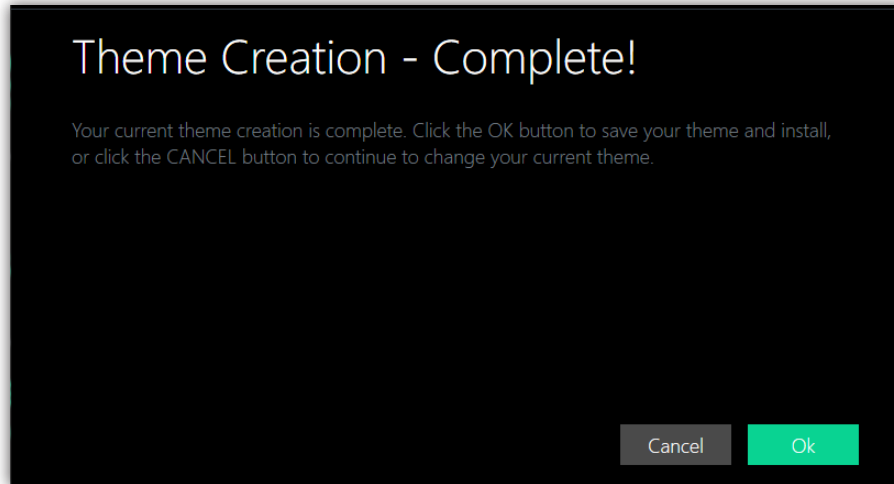 Theme Creation - Complete!
Your current theme creation is complete. Click the OK button to save your theme and install,
or click the CANCEL button to continue to change your current theme.
Cancel
Ok